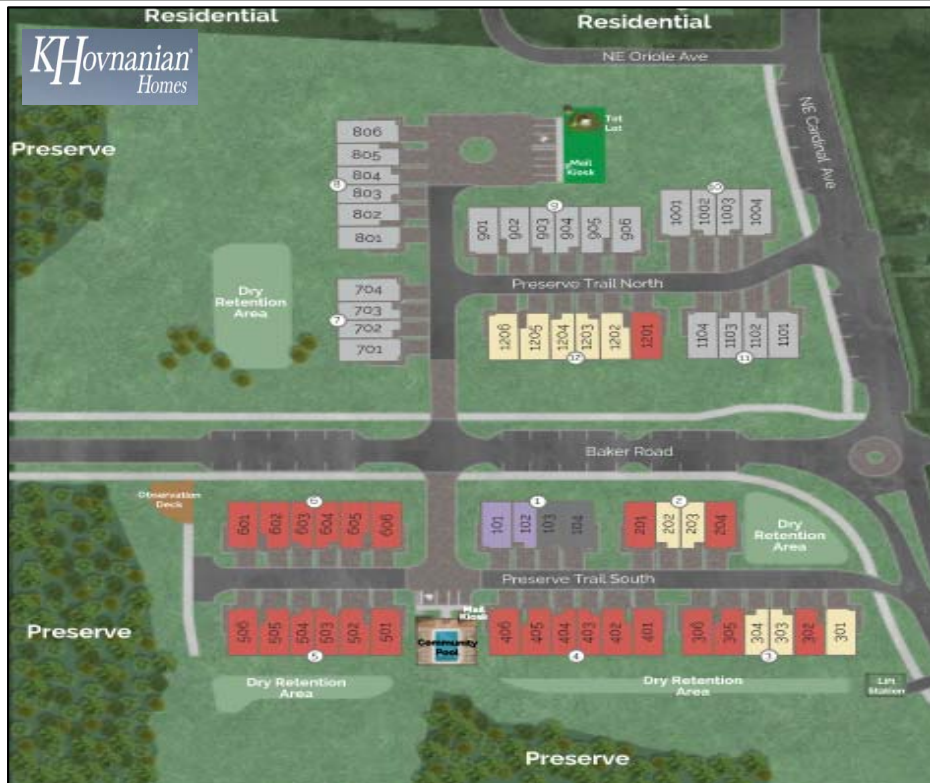 Residential
Residential
KHovnanian®
Homes
NE Oriole Ave
NE Cardinal Ave
Tot
Lot
Mail
Kiosk
Preserve
806
805
804
803
802
801
8
9
901
902
903
904
905
906
10
1001
1002
1003
1004
Preserve Trail North
Dry
Retention
Area
704
703
702
701
7
1206
1205
1204
1203
1202
1201
12
1104
1103
1102
1101
11
Baker Road
Observation
Deck
6
601
602
603
604
605
606
1
101
102
103
104
2
201
202
203
204
Dry
Retention
Area
Preserve Trail South
Mail
Kiosk
Community
Pool
Preserve
506
505
504
503
502
501
5
406
405
404
403
402
401
4
306
305
304
303
302
301
3
Dry Retention
Area
Dry Retention
Area
Lift
Station
Preserve